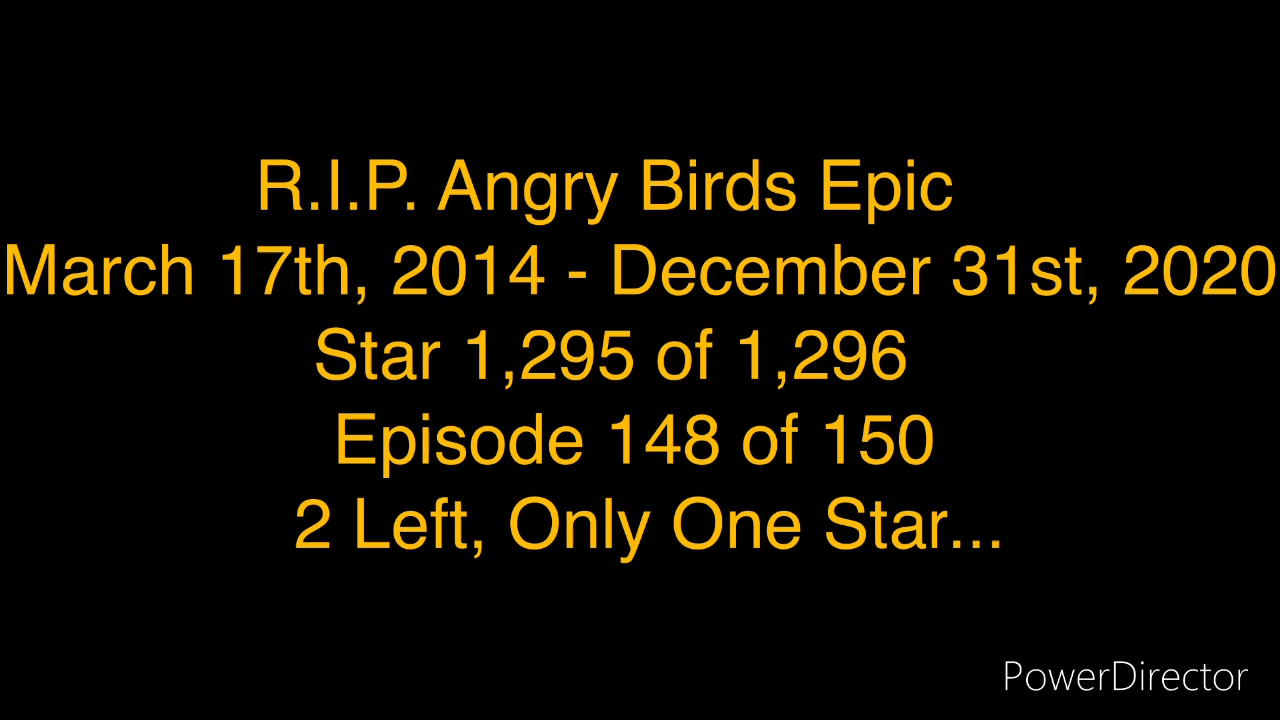 R.I.P. Angry Birds Epic
March 17th, 2014 - December 31st, 2020
Star 1,295 of 1,296
Episode 148 of 150
2 Left, Only One Star...
PowerDirector